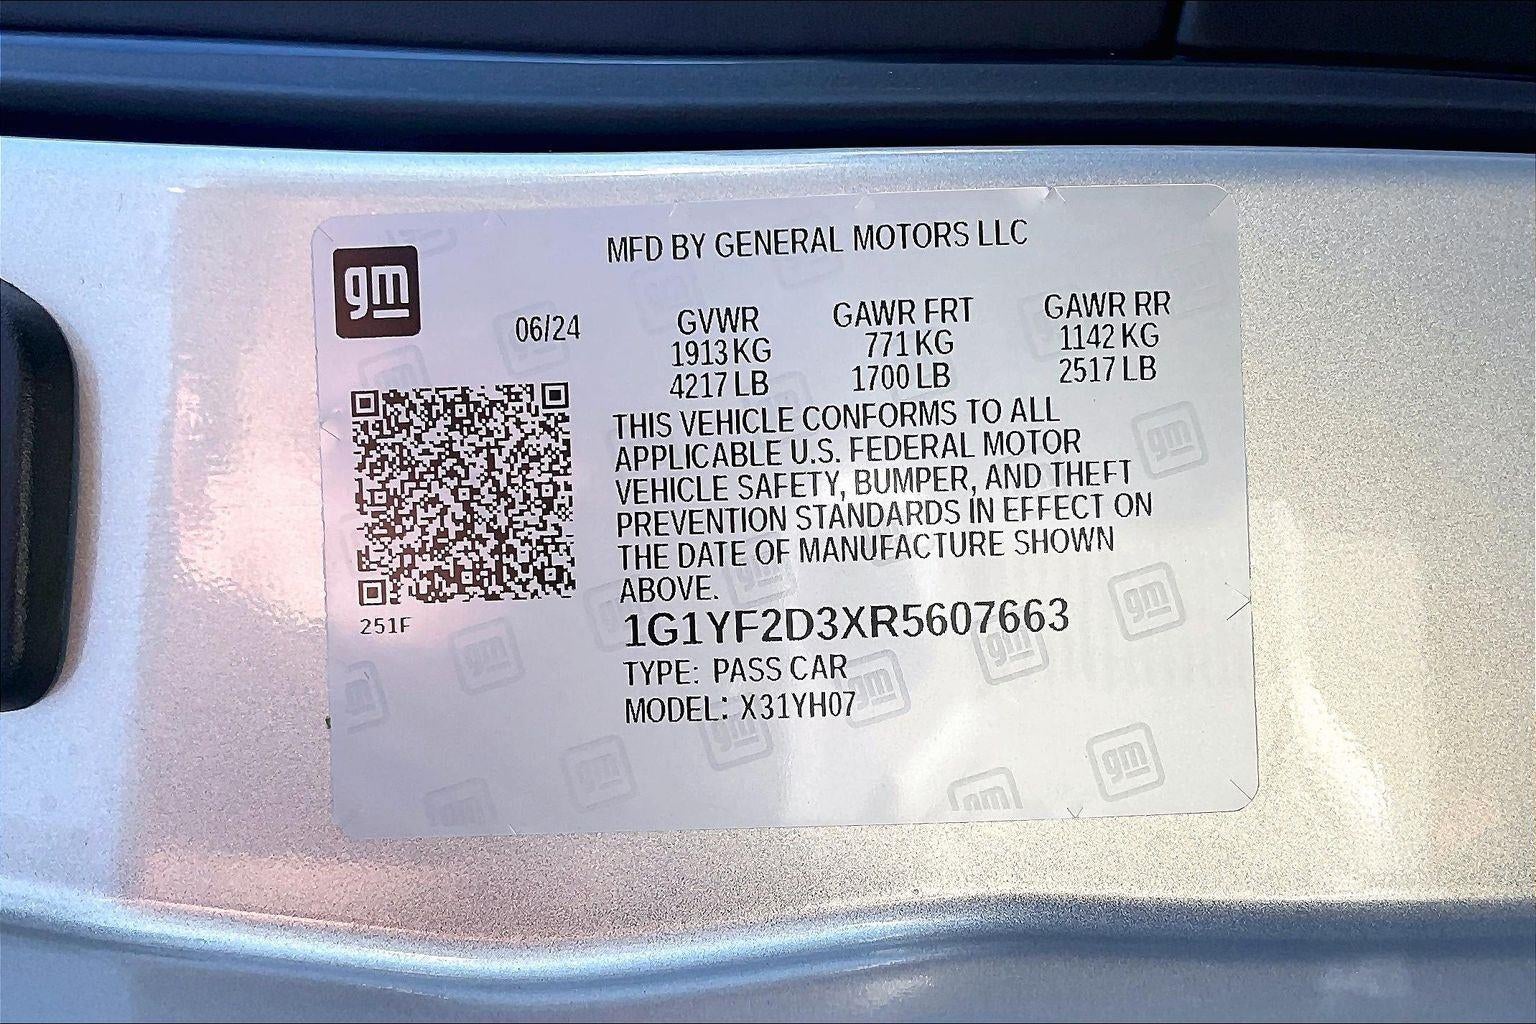 MFD BY GENERAL MOTORS LLC
gm
06/24
GVWR GAWR FRT GAWR RR
1913 KG 771 KG 1142 KG
4217 LB 1700 LB 2517 LB
THIS VEHICLE CONFORMS TO ALL
APPLICABLE U.S. FEDERAL MOTOR
VEHICLE SAFETY, BUMPER, AND THEFT
PREVENTION STANDARDS IN EFFECT ON
THE DATE OF MANUFACTURE SHOWN
ABOVE.
251F
1G1YF2D3XR5607663
TYPE: PASS CAR
MODEL: X31YH07